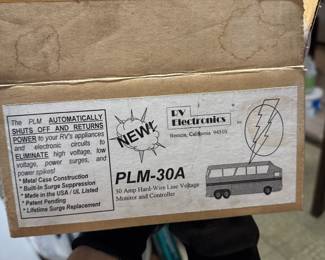 The PLM AUTOMATICALLY
SHUTS OFF AND RETURNS
POWER to your RV's appliances
and electronic circuits to
ELIMINATE high voltage, low
voltage, power surges, and
power spikes!
* Metal Case Construction
* Built-in Surge Suppression
* Made in the USA / UL Listed
* Patent Pending
* Lifetime Surge Replacement
NEW!
RV
Electronics
Benicia, California 94510
PLM-30A
30 Amp Hard-Wire Line Voltage
Monitor and Controller